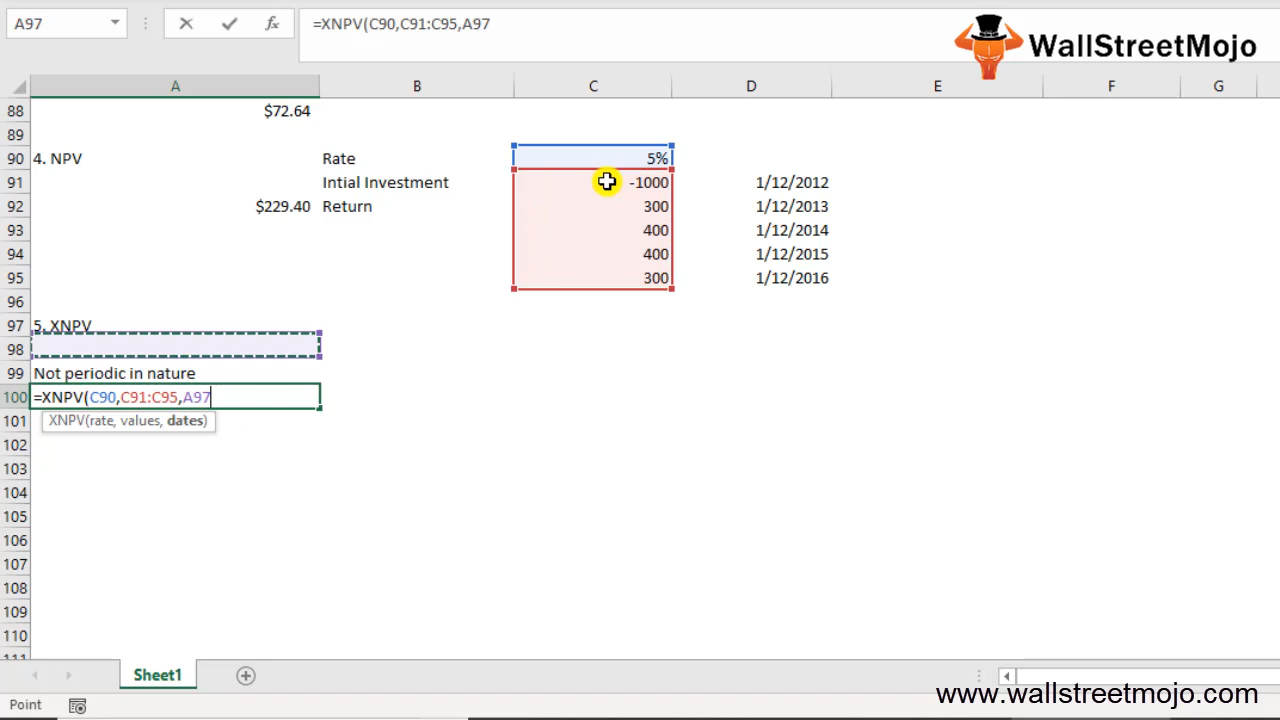 A97
fx
=XNPV(C90,C91:C95,A97
WallStreetMojo
A B C D E F G
88 $72.64
89
90 4. NPV Rate 5%
91 Intial Investment -1000 1/12/2012
92 $229.40 Return 300 1/12/2013
93 400 1/12/2014
94 400 1/12/2015
95 300 1/12/2016
96
97 5. XNPV
98
99 Not periodic in nature
100 =XNPV(C90,C91:C95,A97
101 XNPV(rate, values, dates)
102
103
104
105
106
107
108
109
110
111
Sheet1
www.wallstreetmojo.com
Point